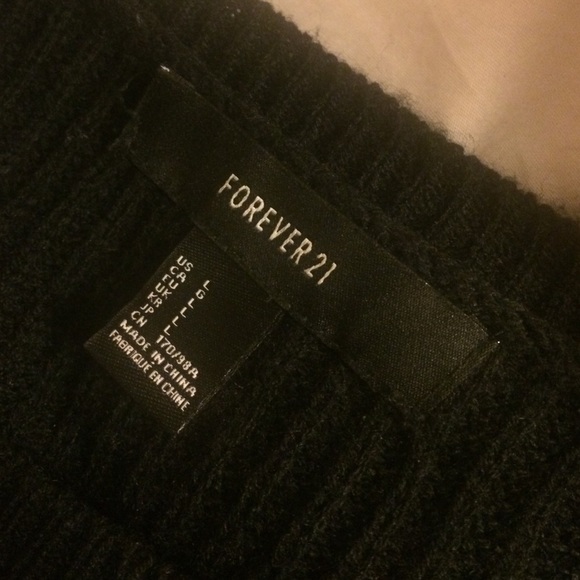 FOREVER 21
US L
CA G
EU L
UK L
KR L
JP L
CN 170/98A
MADE IN CHINA
FABRIQUE EN CHINE